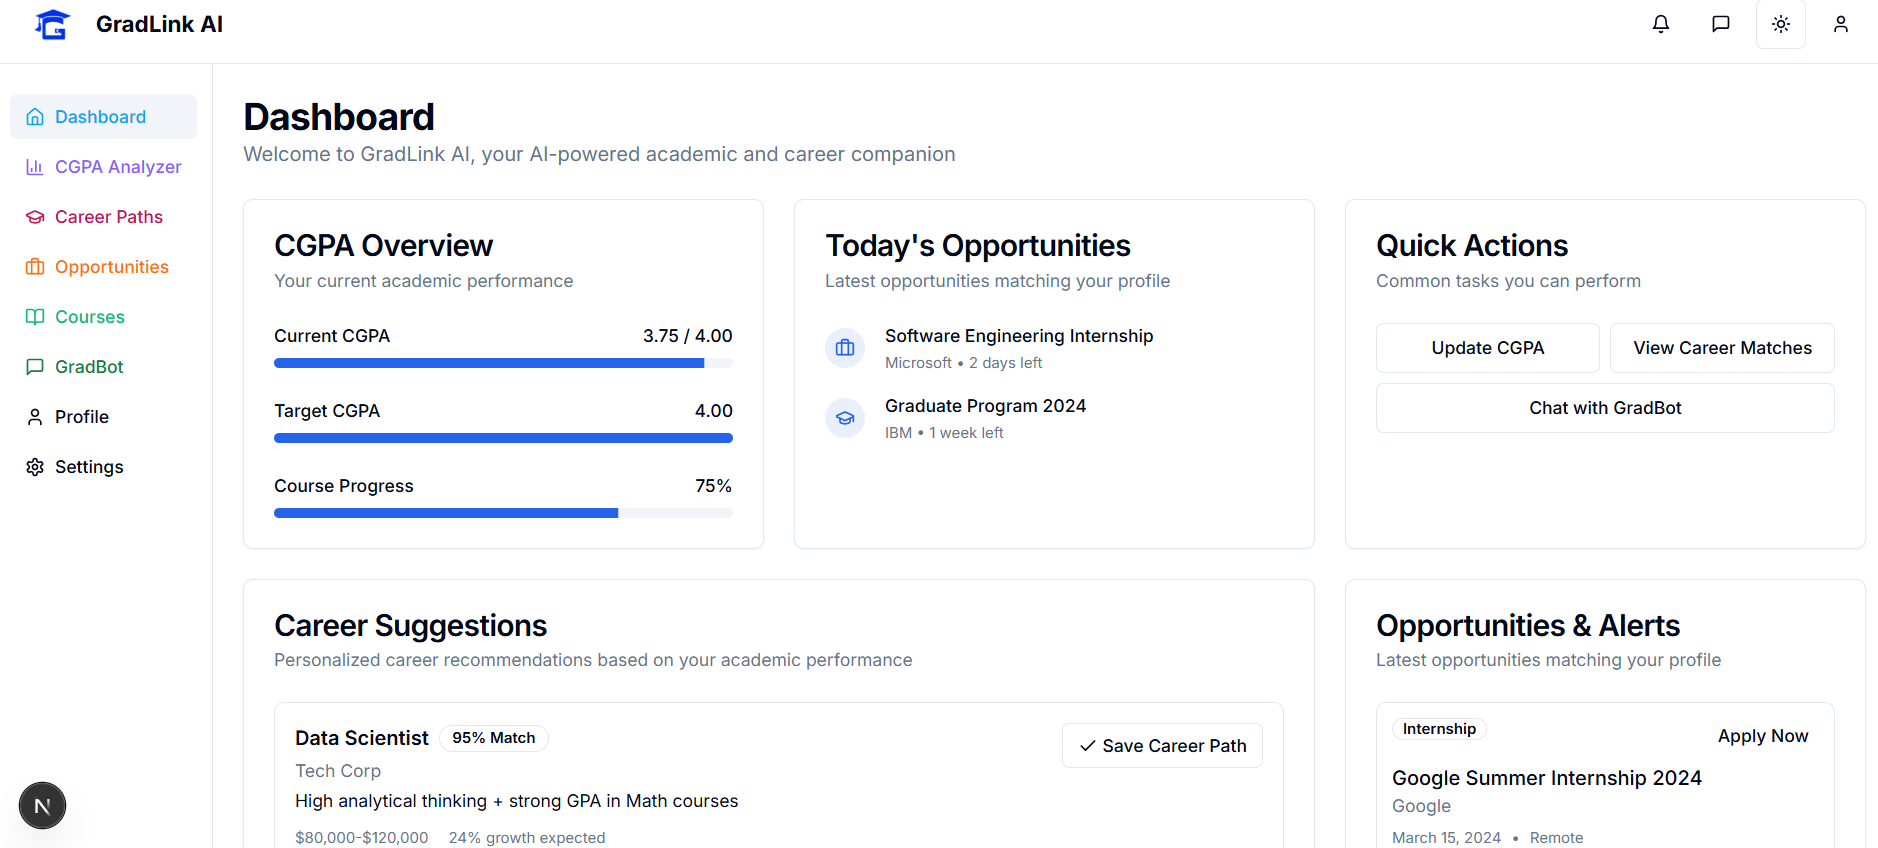 GradLink AI
Dashboard
CGPA Analyzer
Career Paths
Opportunities
Courses
GradBot
Profile
Settings
N
Dashboard
Welcome to GradLink AI, your AI-powered academic and career companion
CGPA Overview
Your current academic performance
Current CGPA 3.75 / 4.00
Target CGPA 4.00
Course Progress 75%
Today's Opportunities
Latest opportunities matching your profile
Software Engineering Internship
Microsoft • 2 days left
Graduate Program 2024
IBM • 1 week left
Quick Actions
Common tasks you can perform
Update CGPA View Career Matches
Chat with GradBot
Career Suggestions
Personalized career recommendations based on your academic performance
Data Scientist 95% Match Save Career Path
Tech Corp
High analytical thinking + strong GPA in Math courses
$80,000-$120,000 24% growth expected
Opportunities & Alerts
Latest opportunities matching your profile
Internship Apply Now
Google Summer Internship 2024
Google
March 15, 2024 • Remote